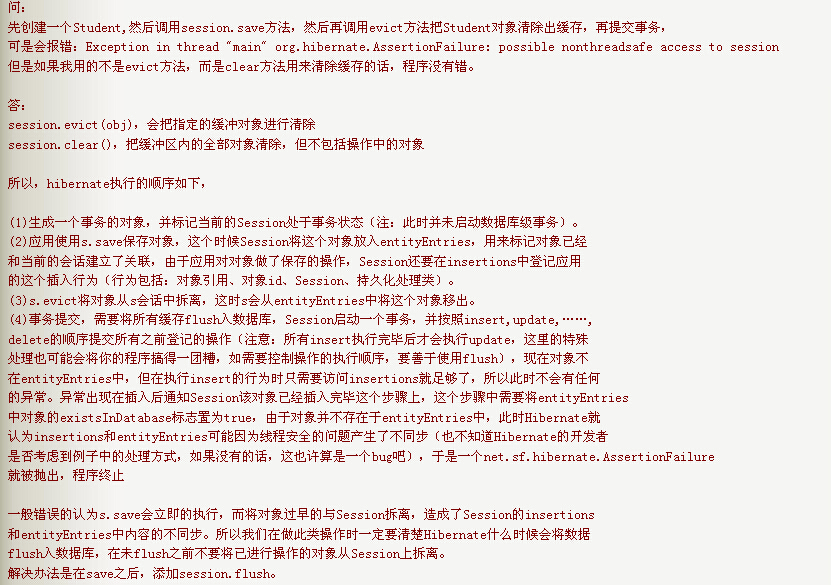 问：
先创建一个Student,然后调用session.save方法，然后再调用evict方法把Student对象清除出缓存，再提交事务，
可是会报错：Exception in thread "main" org.hibernate.AssertionFailure: possible nonthreadsafe access to session
但是如果我用的不是evict方法，而是clear方法用来清除缓存的话，程序没有错。
答：
session.evict(obj)，会把指定的缓冲对象进行清除
session.clear()，把缓冲区内的全部对象清除，但不包括操作中的对象
所以，hibernate执行的顺序如下，
(1)生成一个事务的对象，并标记当前的Session处于事务状态（注：此时并未启动数据库级事务）。
(2)应用使用s.save保存对象，这个时候Session将这个对象放入entityEntries，用来标记对象已经
和当前的会话建立了关联，由于应用对对象做了保存的操作，Session还要在insertions中登记应用
的这个插入行为（行为包括：对象引用、对象id、Session、持久化处理类）。
(3)s.evict将对象从s会话中拆离，这时s会从entityEntries中将这个对象移出。
(4)事务提交，需要将所有缓存flush入数据库，Session启动一个事务，并按照insert,update,……,
delete的顺序提交所有之前登记的操作（注意：所有insert执行完毕后才会执行update，这里的特殊
处理也可能会将你的程序搞得一团糟，如需要控制操作的执行顺序，要善于使用flush），现在对象不
在entityEntries中，但在执行insert的行为时只需要访问insertions就足够了，所以此时不会有任何
的异常。异常出现在插入后通知Session该对象已经插入完毕这个步骤上，这个步骤中需要将entityEntries
中对象的existsInDatabase标志置为true，由于对象并不存在于entityEntries中，此时Hibernate就
认为insertions和entityEntries可能因为线程安全的问题产生了不同步（也不知道Hibernate的开发者
是否考虑到例子中的处理方式，如果没有的话，这也许算是一个bug吧），于是一个net.sf.hibernate.AssertionFailure
就被抛出，程序终止
一般错误的认为s.save会立即的执行，而将对象过早的与Session拆离，造成了Session的insertions
和entityEntries中内容的不同步。所以我们在做此类操作时一定要清楚Hibernate什么时候会将数据
flush入数据库，在未flush之前不要将已进行操作的对象从Session上拆离。
解决办法是在save之后，添加session.flush。